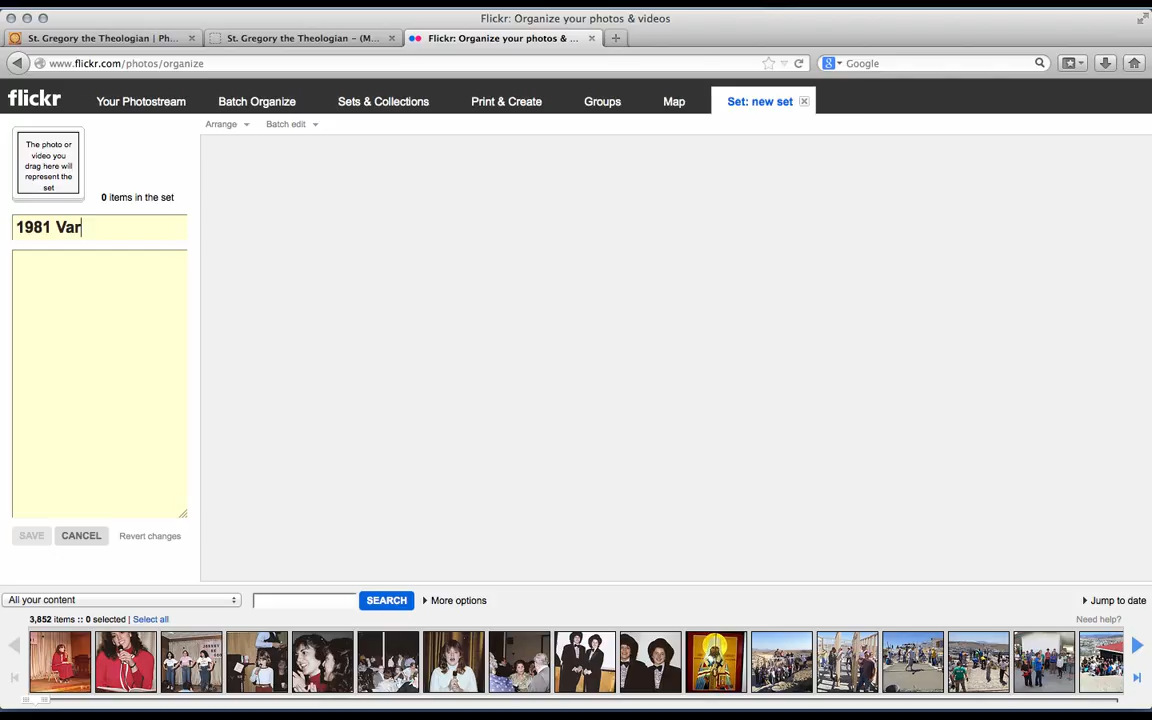 Flickr: Organize your photos & videos
St. Gregory the Theologian | Ph...
St. Gregory the Theologian – (M...
Flickr: Organize your photos & ...
www.flickr.com/photos/organize
Google
flickr
Your Photostream
Batch Organize
Sets & Collections
Print & Create
Groups
Map
Set: new set
Arrange
Batch edit
The photo or
video you
drag here will
represent the
set
0 items in the set
1981 Var
SAVE
CANCEL
Revert changes
All your content
SEARCH
More options
Jump to date
3,852 items :: 0 selected | Select all
Need help?